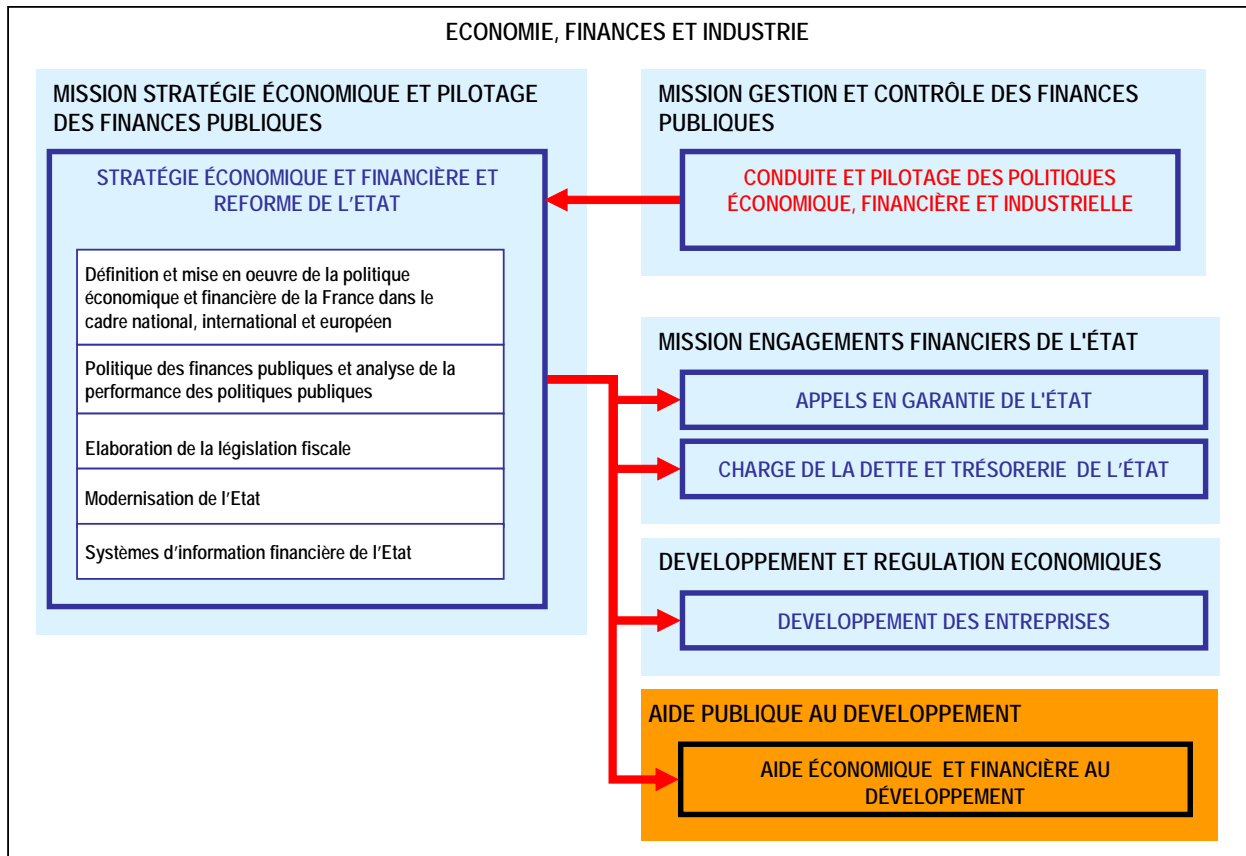 ECONOMIE, FINANCES ET INDUSTRIE
MISSION STRATÉGIE ÉCONOMIQUE ET PILOTAGE
DES FINANCES PUBLIQUES
STRATÉGIE ÉCONOMIQUE ET FINANCIÈRE ET
REFORME DE L'ETAT
Définition et mise en oeuvre de la politique
économique et financière de la France dans le
cadre national, international et européen
Politique des finances publiques et analyse de la
performance des politiques publiques
Elaboration de la législation fiscale
Modernisation de l'Etat
Systèmes d'information financière de l'Etat
MISSION GESTION ET CONTRÔLE DES FINANCES
PUBLIQUES
CONDUITE ET PILOTAGE DES POLITIQUES
ÉCONOMIQUE, FINANCIÈRE ET INDUSTRIELLE
MISSION ENGAGEMENTS FINANCIERS DE L'ÉTAT
APPELS EN GARANTIE DE L'ÉTAT
CHARGE DE LA DETTE ET TRÉSORERIE DE L'ÉTAT
DEVELOPPEMENT ET REGULATION ECONOMIQUES
DEVELOPPEMENT DES ENTREPRISES
AIDE PUBLIQUE AU DEVELOPPEMENT
AIDE ÉCONOMIQUE ET FINANCIÈRE AU
DÉVELOPPEMENT